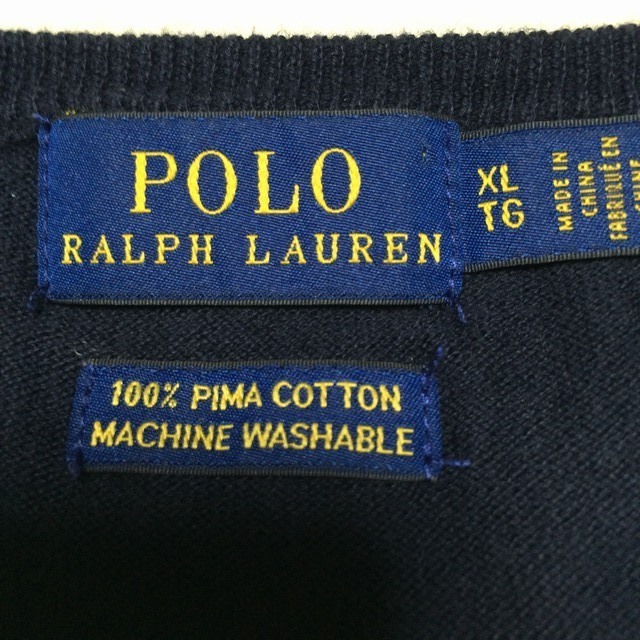 POLO
RALPH LAUREN
XL
TG
MADE IN
CHINA
FABRIQUÉ EN
100% PIMA COTTON
MACHINE WASHABLE